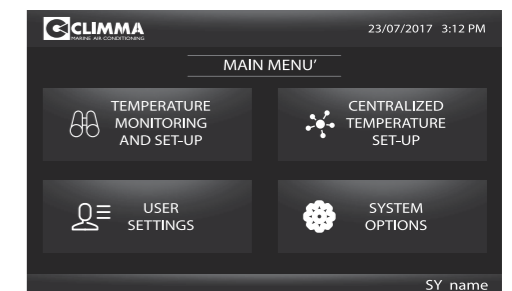 CLIMMA
MARINE AIR CONDITIONING
23/07/2017 3:12 PM
MAIN MENU'
TEMPERATURE
MONITORING
AND SET-UP
CENTRALIZED
TEMPERATURE
SET-UP
USER
SETTINGS
SYSTEM
OPTIONS
SY name